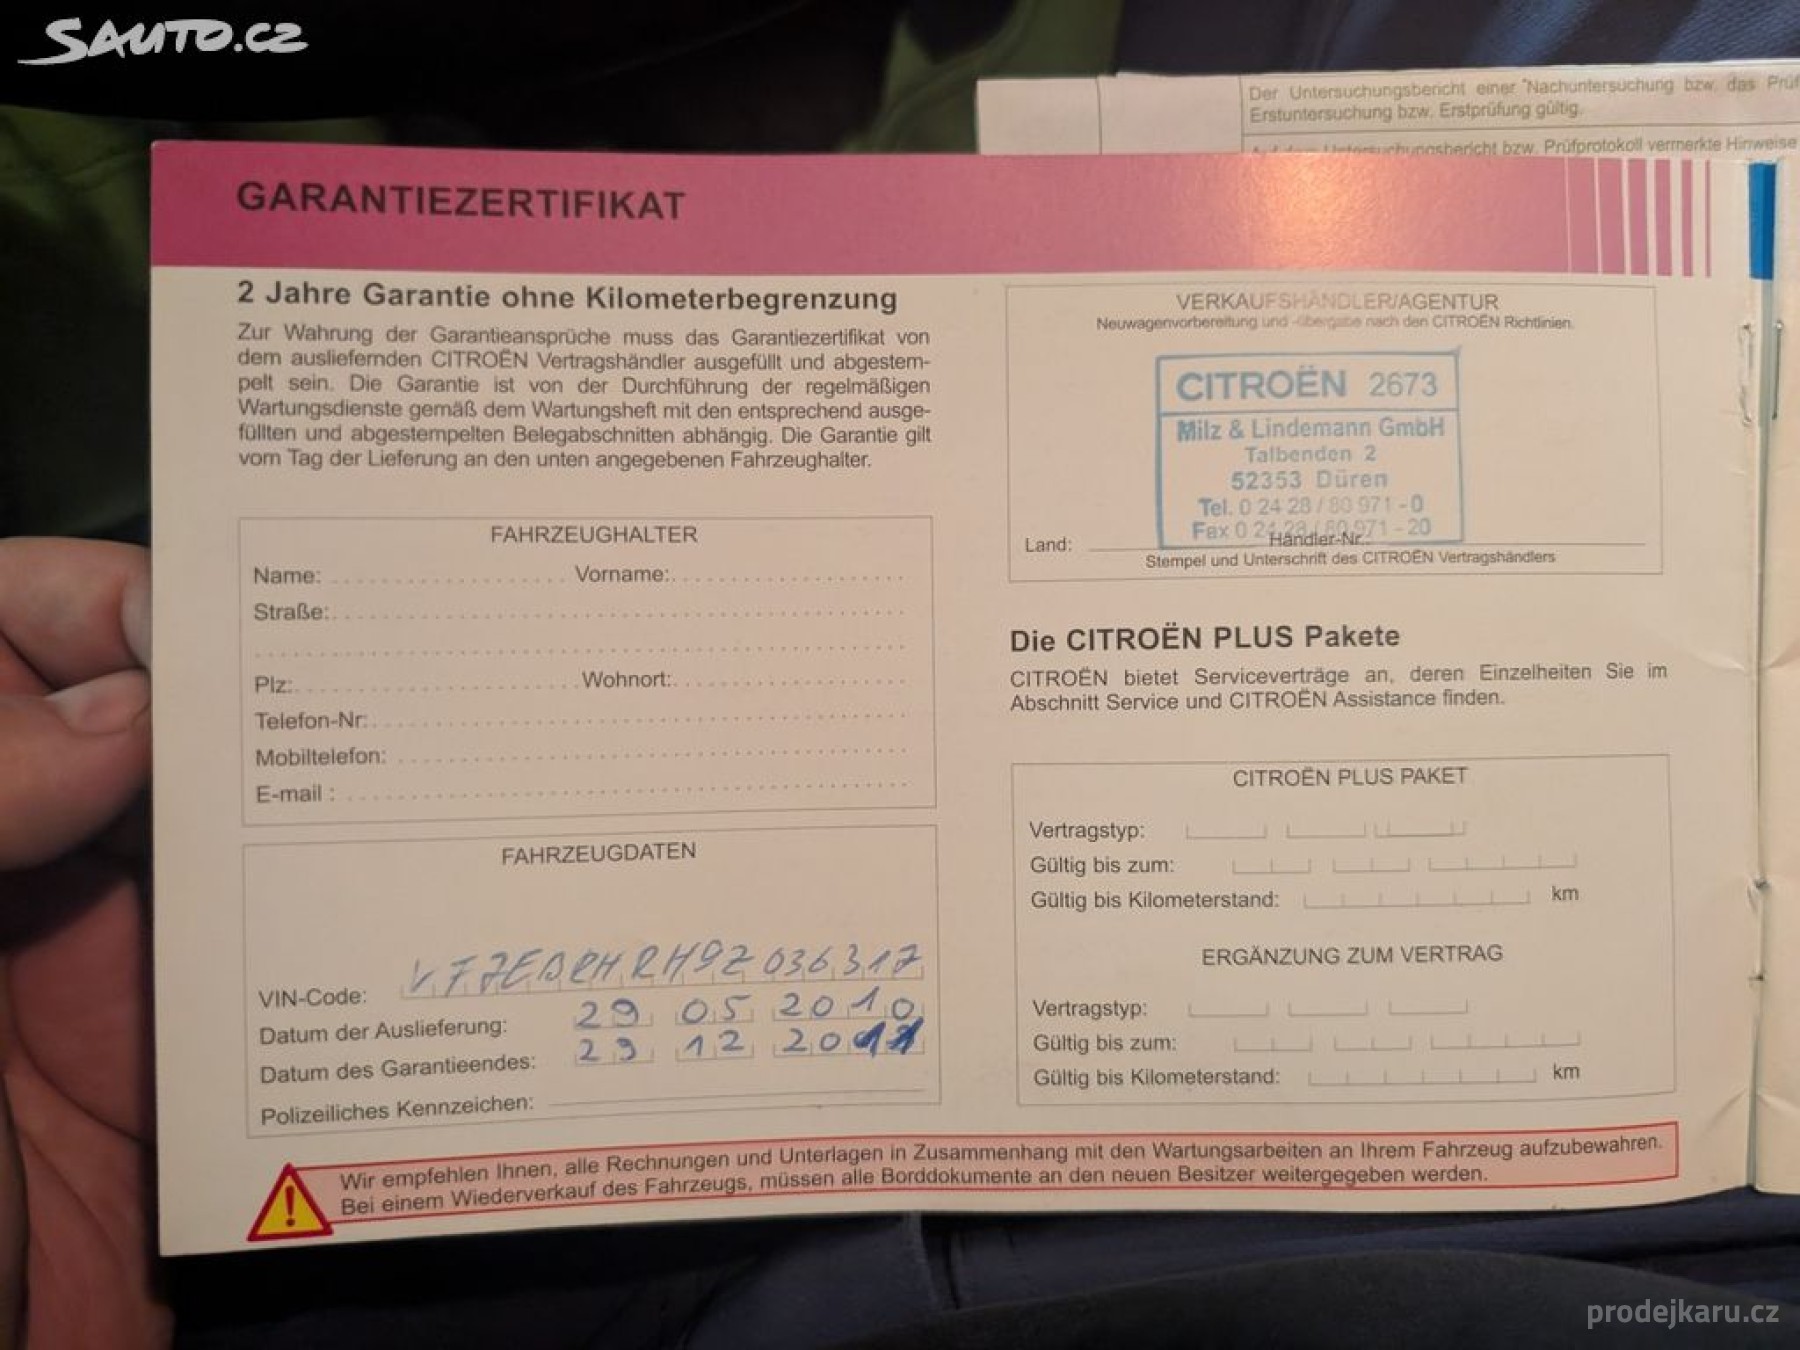 SAUTO.CZ
Der Untersuchungsbericht einer Nachuntersuchung bzw. das Prüf
Erstuntersuchung bzw. Erstprüfung gültig.
Untersuchungsbericht bzw. Prüfprotokoll vermerkte Hinweise
GARANTIEZERTIFIKAT
2 Jahre Garantie ohne Kilometerbegrenzung
Zur Wahrung der Garantieansprüche muss das Garantiezertifikat von
dem ausliefernden CITROËN Vertragshändler ausgefüllt und abgestem-
pelt sein. Die Garantie ist von der Durchführung der regelmäßigen
Wartungsdienste gemäß dem Wartungsheft mit den entsprechend ausge-
füllten und abgestempelten Belegabschnitten abhängig. Die Garantie gilt
vom Tag der Lieferung an den unten angegebenen Fahrzeughalter.
FAHRZEUGHALTER
Name: Vorname:
Straße:
Plz: Wohnort:
Telefon-Nr:
Mobiltelefon:
E-mail :
FAHRZEUGDATEN
VIN-Code:
Datum der Auslieferung: 29 05 2010
Datum des Garantieendes: 29 12 2011
Polizeiliches Kennzeichen:
VERKAUFSHÄNDLER/AGENTUR
Neuwagenvorbereitung und -übergabe nach den CITROËN Richtlinien.
CITROËN 2673
Milz & Lindemann GmbH
Talbenden 2
52353 Düren
Tel. 0 24 28 / 80 971 - 0
Fax 0 24 28 / 80 971 - 20
Land: Händler-Nr.:
Stempel und Unterschrift des CITROËN Vertragshändlers
Die CITROËN PLUS Pakete
CITROËN bietet Serviceverträge an, deren Einzelheiten Sie im
Abschnitt Service und CITROËN Assistance finden.
CITROËN PLUS PAKET
Vertragstyp:
Gültig bis zum:
Gültig bis Kilometerstand: km
ERGÄNZUNG ZUM VERTRAG
Vertragstyp:
Gültig bis zum:
Gültig bis Kilometerstand: km
Wir empfehlen Ihnen, alle Rechnungen und Unterlagen in Zusammenhang mit den Wartungsarbeiten an Ihrem Fahrzeug aufzubewahren.
Bei einem Wiederverkauf des Fahrzeugs, müssen alle Borddokumente an den neuen Besitzer weitergegeben werden.
prodejkaru.cz